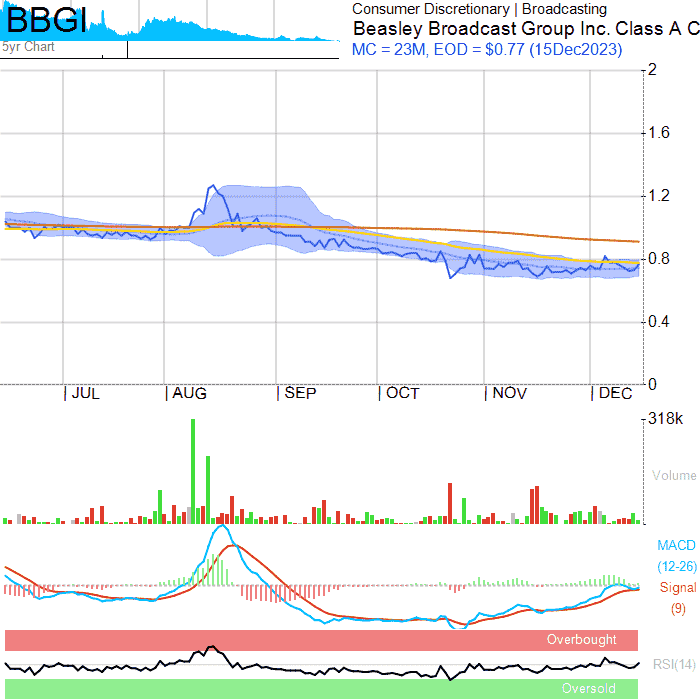 BBGI
5yr Chart
Consumer Discretionary | Broadcasting
Beasley Broadcast Group Inc. Class A C
MC = 23M, EOD = $0.77 (15Dec2023)
2
1.6
1.2
0.8
0.4
0
JUL AUG SEP OCT NOV DEC
318k
Volume
MACD
(12-26)
Signal
(9)
Overbought
RSI(14)
Oversold